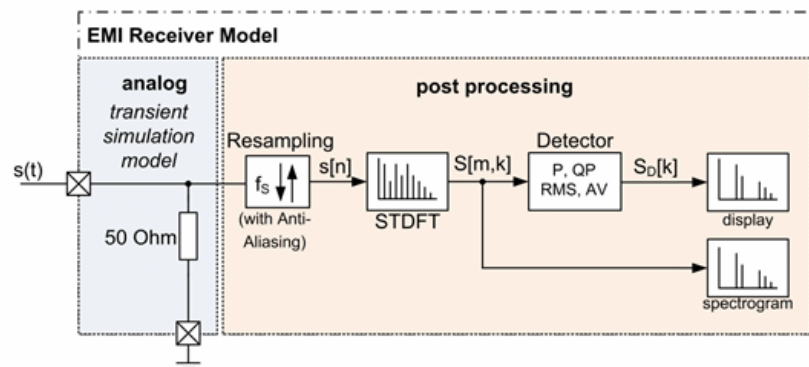 EMI Receiver Model
analog
transient
simulation
model
post processing
s(t)
50 Ohm
Resampling
fS
(with Anti-
Aliasing)
s[n]
STDFT
S[m,k]
Detector
P, QP
RMS, AV
SD[k]
display
spectrogram